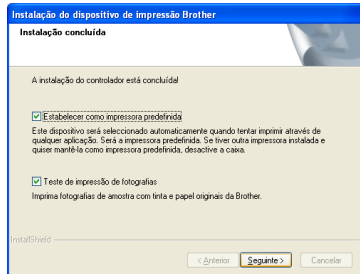 Instalação do dispositivo de impressão Brother
Instalação concluída
A instalação do controlador está concluída!
Estabelecer como impressora predefinida
Este dispositivo será seleccionado automaticamente quando tentar imprimir através de
qualquer aplicação. Será a impressora predefinida. Se tiver outra impressora instalada e
quiser mantê-la como impressora predefinida, desactive a caixa.
Teste de impressão de fotografias
Imprima fotografias de amostra com tinta e papel originais da Brother.
InstallShield
< Anterior
Seguinte >
Cancelar